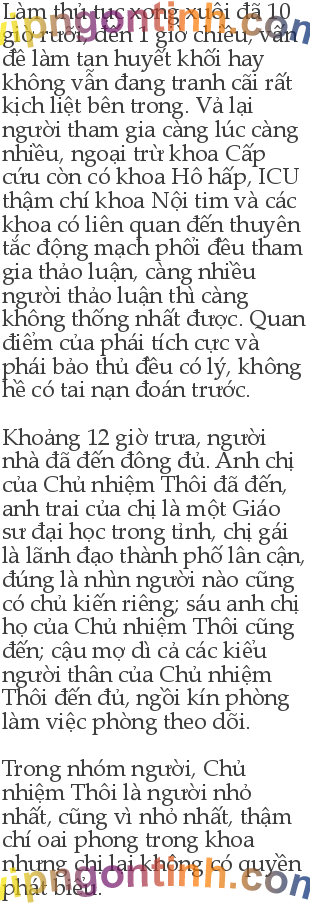 Làm thủ tục xong xuôi đã 10
giờ rưỡi, đến 1 giờ chiều, vấn
đề làm tan huyết khối hay
không vẫn đang tranh cãi rất
kịch liệt bên trong. Vả lại
người tham gia càng lúc càng
nhiều, ngoại trừ khoa Cấp
cứu còn có khoa Hô hấp, ICU
thậm chí khoa Nội tim và các
khoa có liên quan đến thuyên
tắc động mạch phổi đều tham
gia thảo luận, càng nhiều
người thảo luận thì càng
không thống nhất được. Quan
điểm của phái tích cực và
phái bảo thủ đều có lý, không
hề có tai nạn đoán trước.
Khoảng 12 giờ trưa, người
nhà đã đến đông đủ. Anh chị
của Chủ nhiệm Thôi đã đến,
anh trai của chị là một Giáo
sư đại học trong tỉnh, chị gái
là lãnh đạo thành phố lân cận,
đúng là nhìn người nào cũng
có chủ kiến riêng; sáu anh chị
họ của Chủ nhiệm Thôi cũng
đến; cậu mợ dì cả các kiểu
người thân của Chủ nhiệm
Thôi đến đủ, ngồi kín phòng
làm việc phòng theo dõi.
Trong nhóm người, Chủ
nhiệm Thôi là người nhỏ
nhất, cũng vì nhỏ nhất, thậm
chí oai phong trong khoa
nhưng chị lại không có quyền
phát biểu.
vipngontinh.com
vipngontinh.com